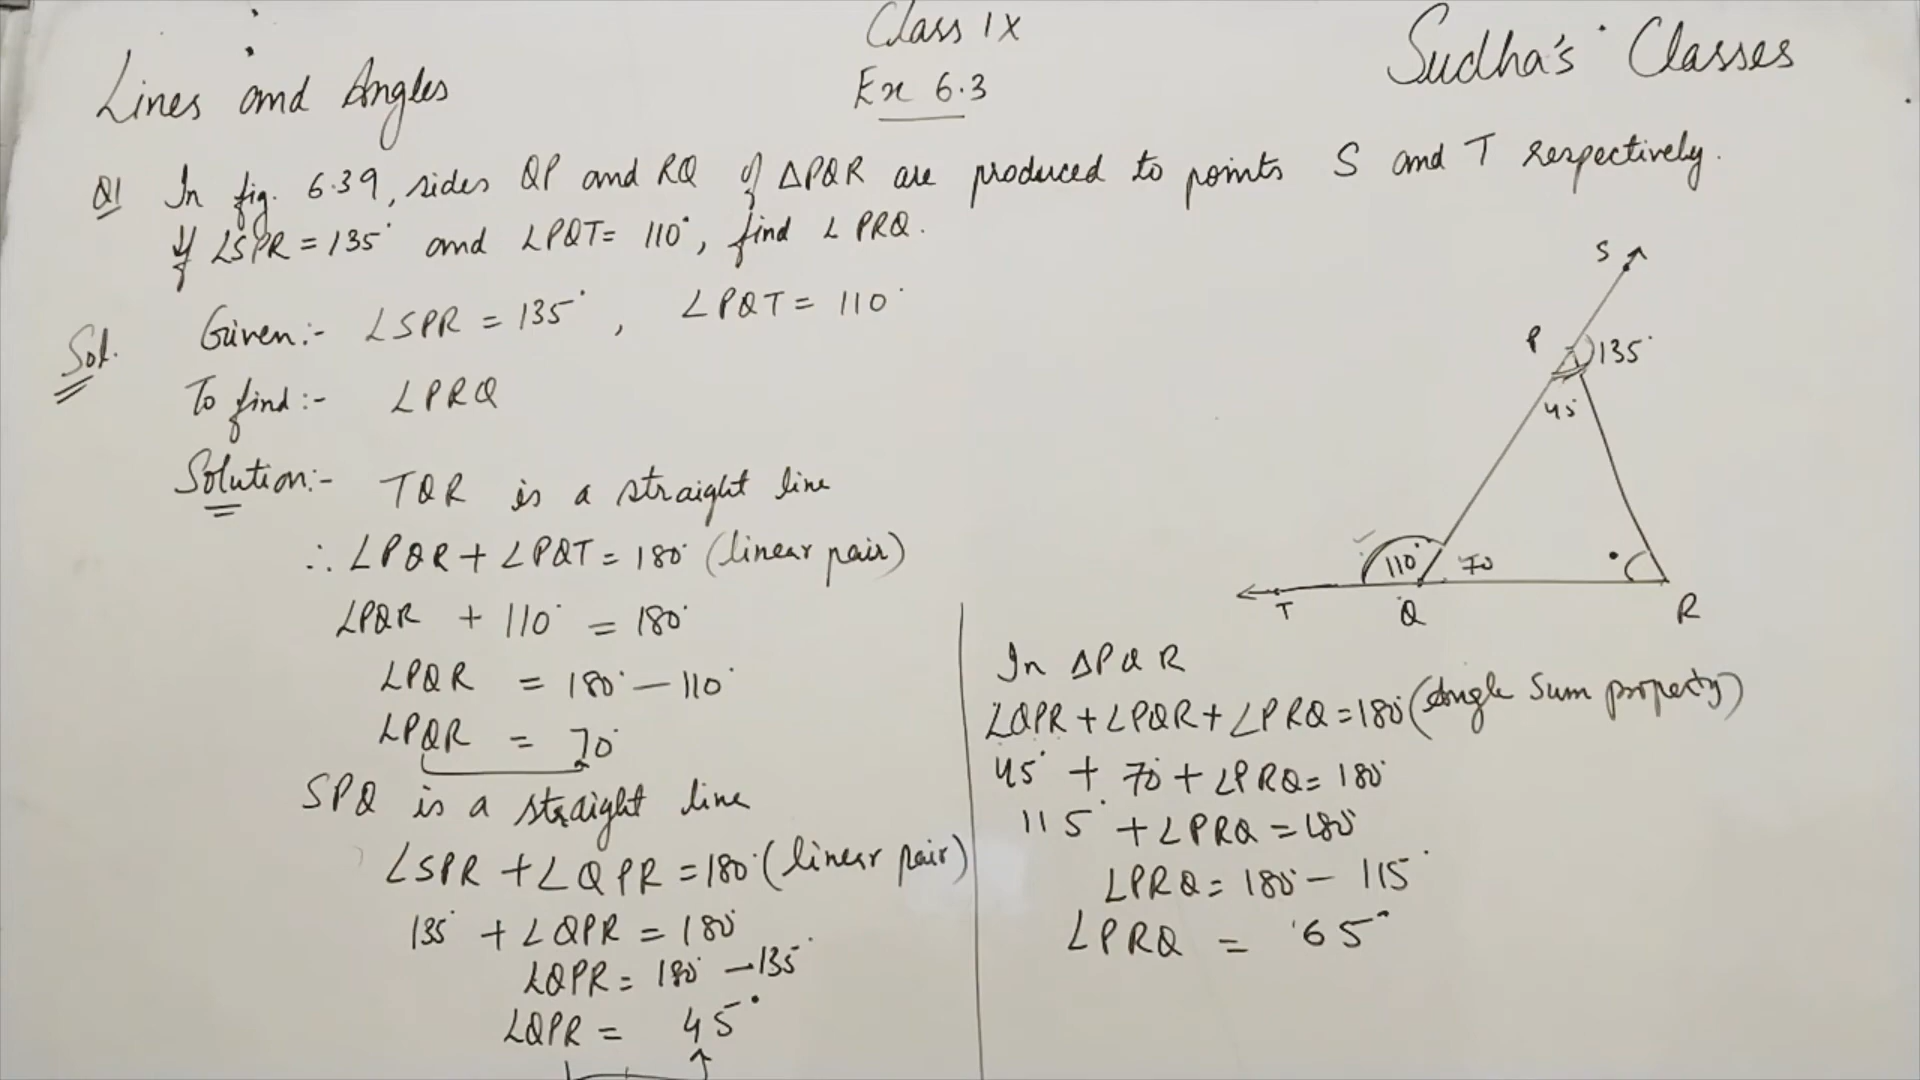 Class IX
Sudha's Classes
Lines and Angles
Ex 6.3
Q1 In fig. 6.39, sides QP and RQ of ΔPQR are produced to points S and T respectively.
If ∠SPR = 135° and ∠PQT = 110°, find ∠PRQ.
Sol. Given:- ∠SPR = 135°, ∠PQT = 110°
To find:- ∠PRQ
Solution:- TQR is a straight line
∴ ∠PQR + ∠PQT = 180° (linear pair)
∠PQR + 110° = 180°
∠PQR = 180° - 110°
∠PQR = 70°
SPQ is a straight line
∠SPR + ∠QPR = 180° (linear pair)
135° + ∠QPR = 180°
∠QPR = 180° - 135°
∠QPR = 45°
S
P
135°
45°
110°
70
T
Q
R
In ΔPQR
∠QPR + ∠PQR + ∠PRQ = 180° (Angle Sum property)
45° + 70° + ∠PRQ = 180°
115° + ∠PRQ = 180°
∠PRQ = 180° - 115°
∠PRQ = 65°